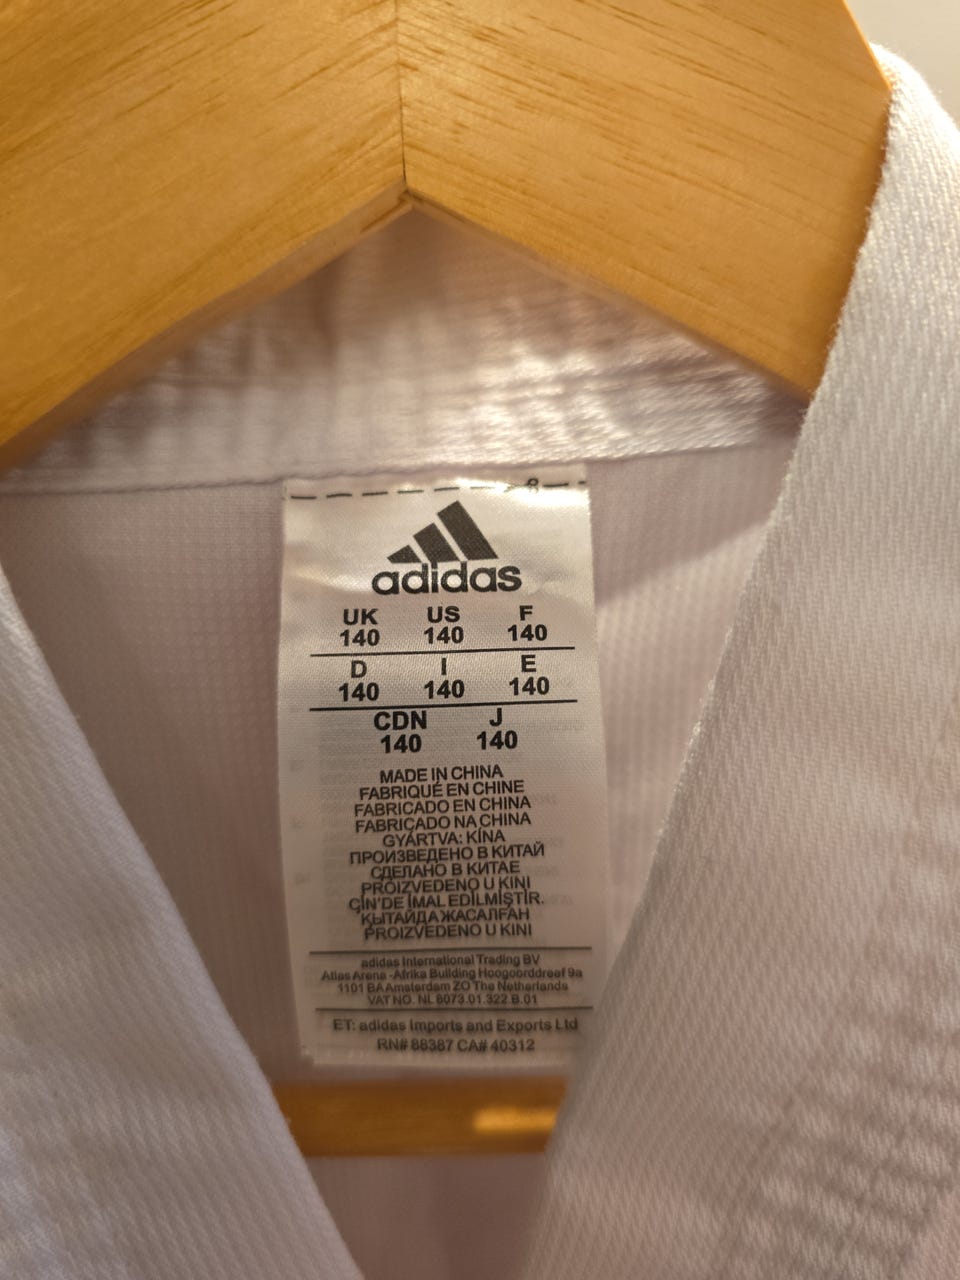 adidas
UK US F
140 140 140
D I E
140 140 140
CDN J
140 140
MADE IN CHINA
FABRIQUÉ EN CHINE
FABRICADO EN CHINA
FABRICADO NA CHINA
GYÁRTVA: KÍNA
ПРОИЗВЕДЕНО В КИТАЙ
СДЕЛАНО В КИТАЕ
PROIZVEDENO U KINI
ÇİN'DE İMAL EDİLMİŞTİR.
ҚЫТАЙДА ЖАСАЛҒАН
PROIZVEDENO U KINI
adidas International Trading BV
Atlas Arena -Afrika Building Hoogoorddreef 9a
1101 BA Amsterdam ZO The Netherlands
VAT NO. NL 8073.01.322.B.01
ET: adidas Imports and Exports Ltd
RN# 88387 CA# 40312